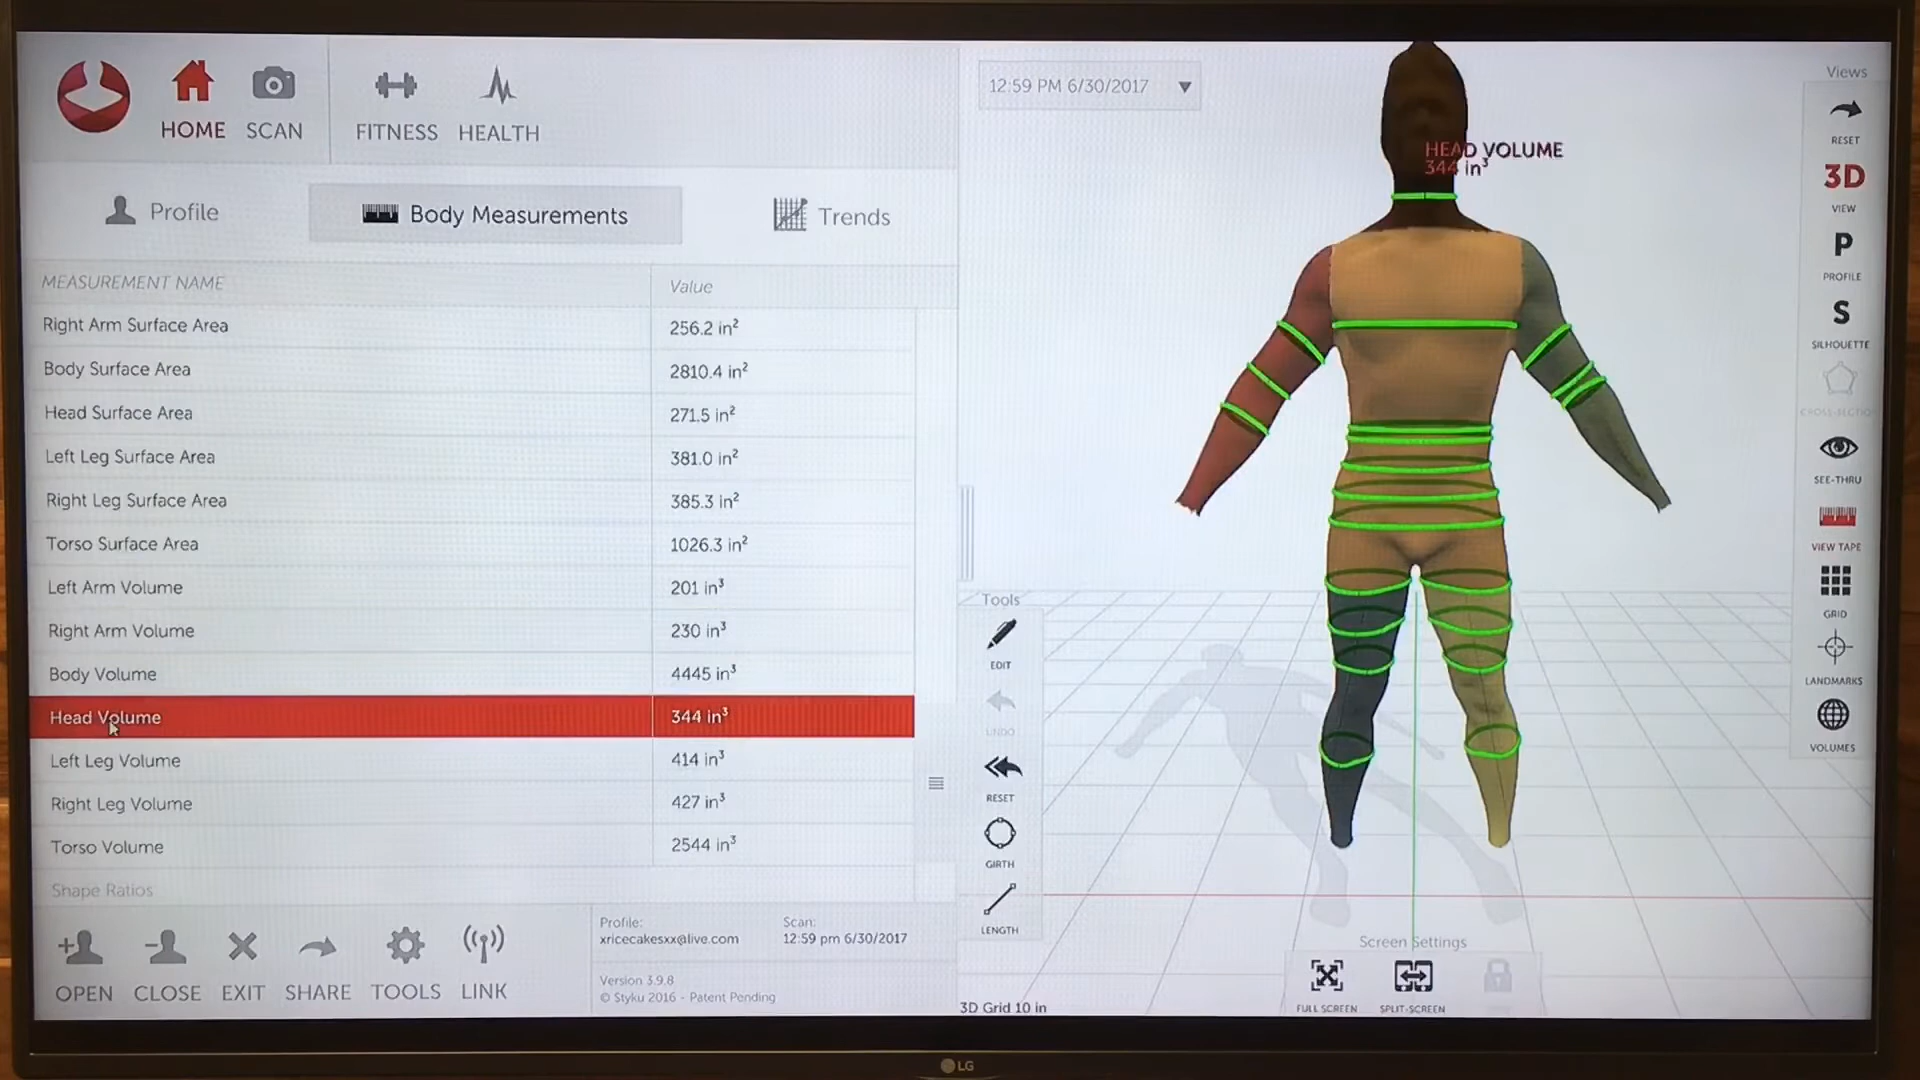 HOME
SCAN
FITNESS
HEALTH
Profile
Body Measurements
Trends
MEASUREMENT NAME
Value
Right Arm Surface Area
256.2 in²
Body Surface Area
2810.4 in²
Head Surface Area
271.5 in²
Left Leg Surface Area
381.0 in²
Right Leg Surface Area
385.3 in²
Torso Surface Area
1026.3 in²
Left Arm Volume
201 in³
Right Arm Volume
230 in³
Body Volume
4445 in³
Head Volume
344 in³
Left Leg Volume
414 in³
Right Leg Volume
427 in³
Torso Volume
2544 in³
Shape Ratios
OPEN
CLOSE
EXIT
SHARE
TOOLS
LINK
Profile:
xricecakesxx@live.com
Scan:
12:59 pm 6/30/2017
Version 3.9.8
© Styku 2016 - Patent Pending
12:59 PM 6/30/2017
HEAD VOLUME
344 in³
Tools
EDIT
UNDO
RESET
GIRTH
LENGTH
3D Grid 10 in
Screen Settings
FULL SCREEN
SPLIT-SCREEN
Views
RESET
3D
VIEW
P
PROFILE
S
SILHOUETTE
CROSS-SECTIO
SEE-THRU
VIEW TAPE
GRID
LANDMARKS
VOLUMES
LG